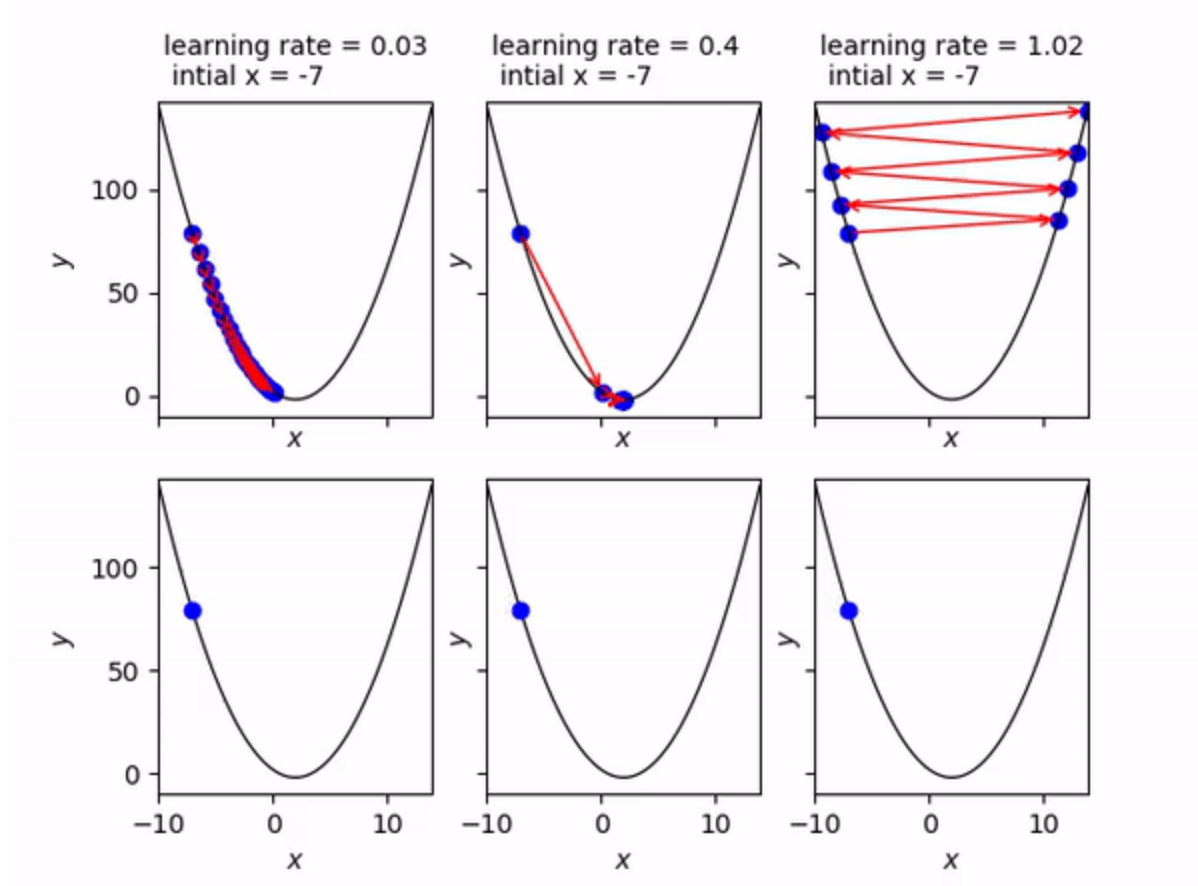 learning rate = 0.03
intial x = -7
learning rate = 0.4
intial x = -7
learning rate = 1.02
intial x = -7
100
50
0
y
y
y
x
x
x
100
50
0
y
y
y
−10 0 10
−10 0 10
−10 0 10
x
x
x